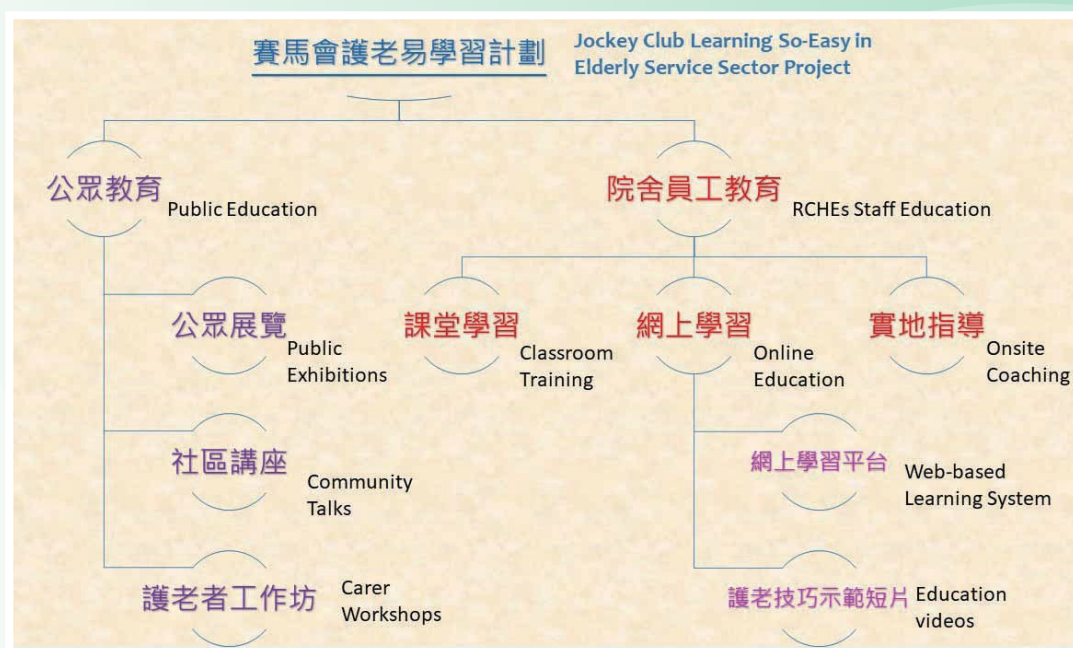 賽馬會護老易學習計劃
Jockey Club Learning So-Easy in
Elderly Service Sector Project
公眾教育
Public Education
院舍員工教育
RCHEs Staff Education
公眾展覽
Public
Exhibitions
課堂學習
Classroom
Training
網上學習
Online
Education
實地指導
Onsite
Coaching
社區講座
Community
Talks
網上學習平台
Web-based
Learning System
護老者工作坊
Carer
Workshops
護老技巧示範短片
Education
videos